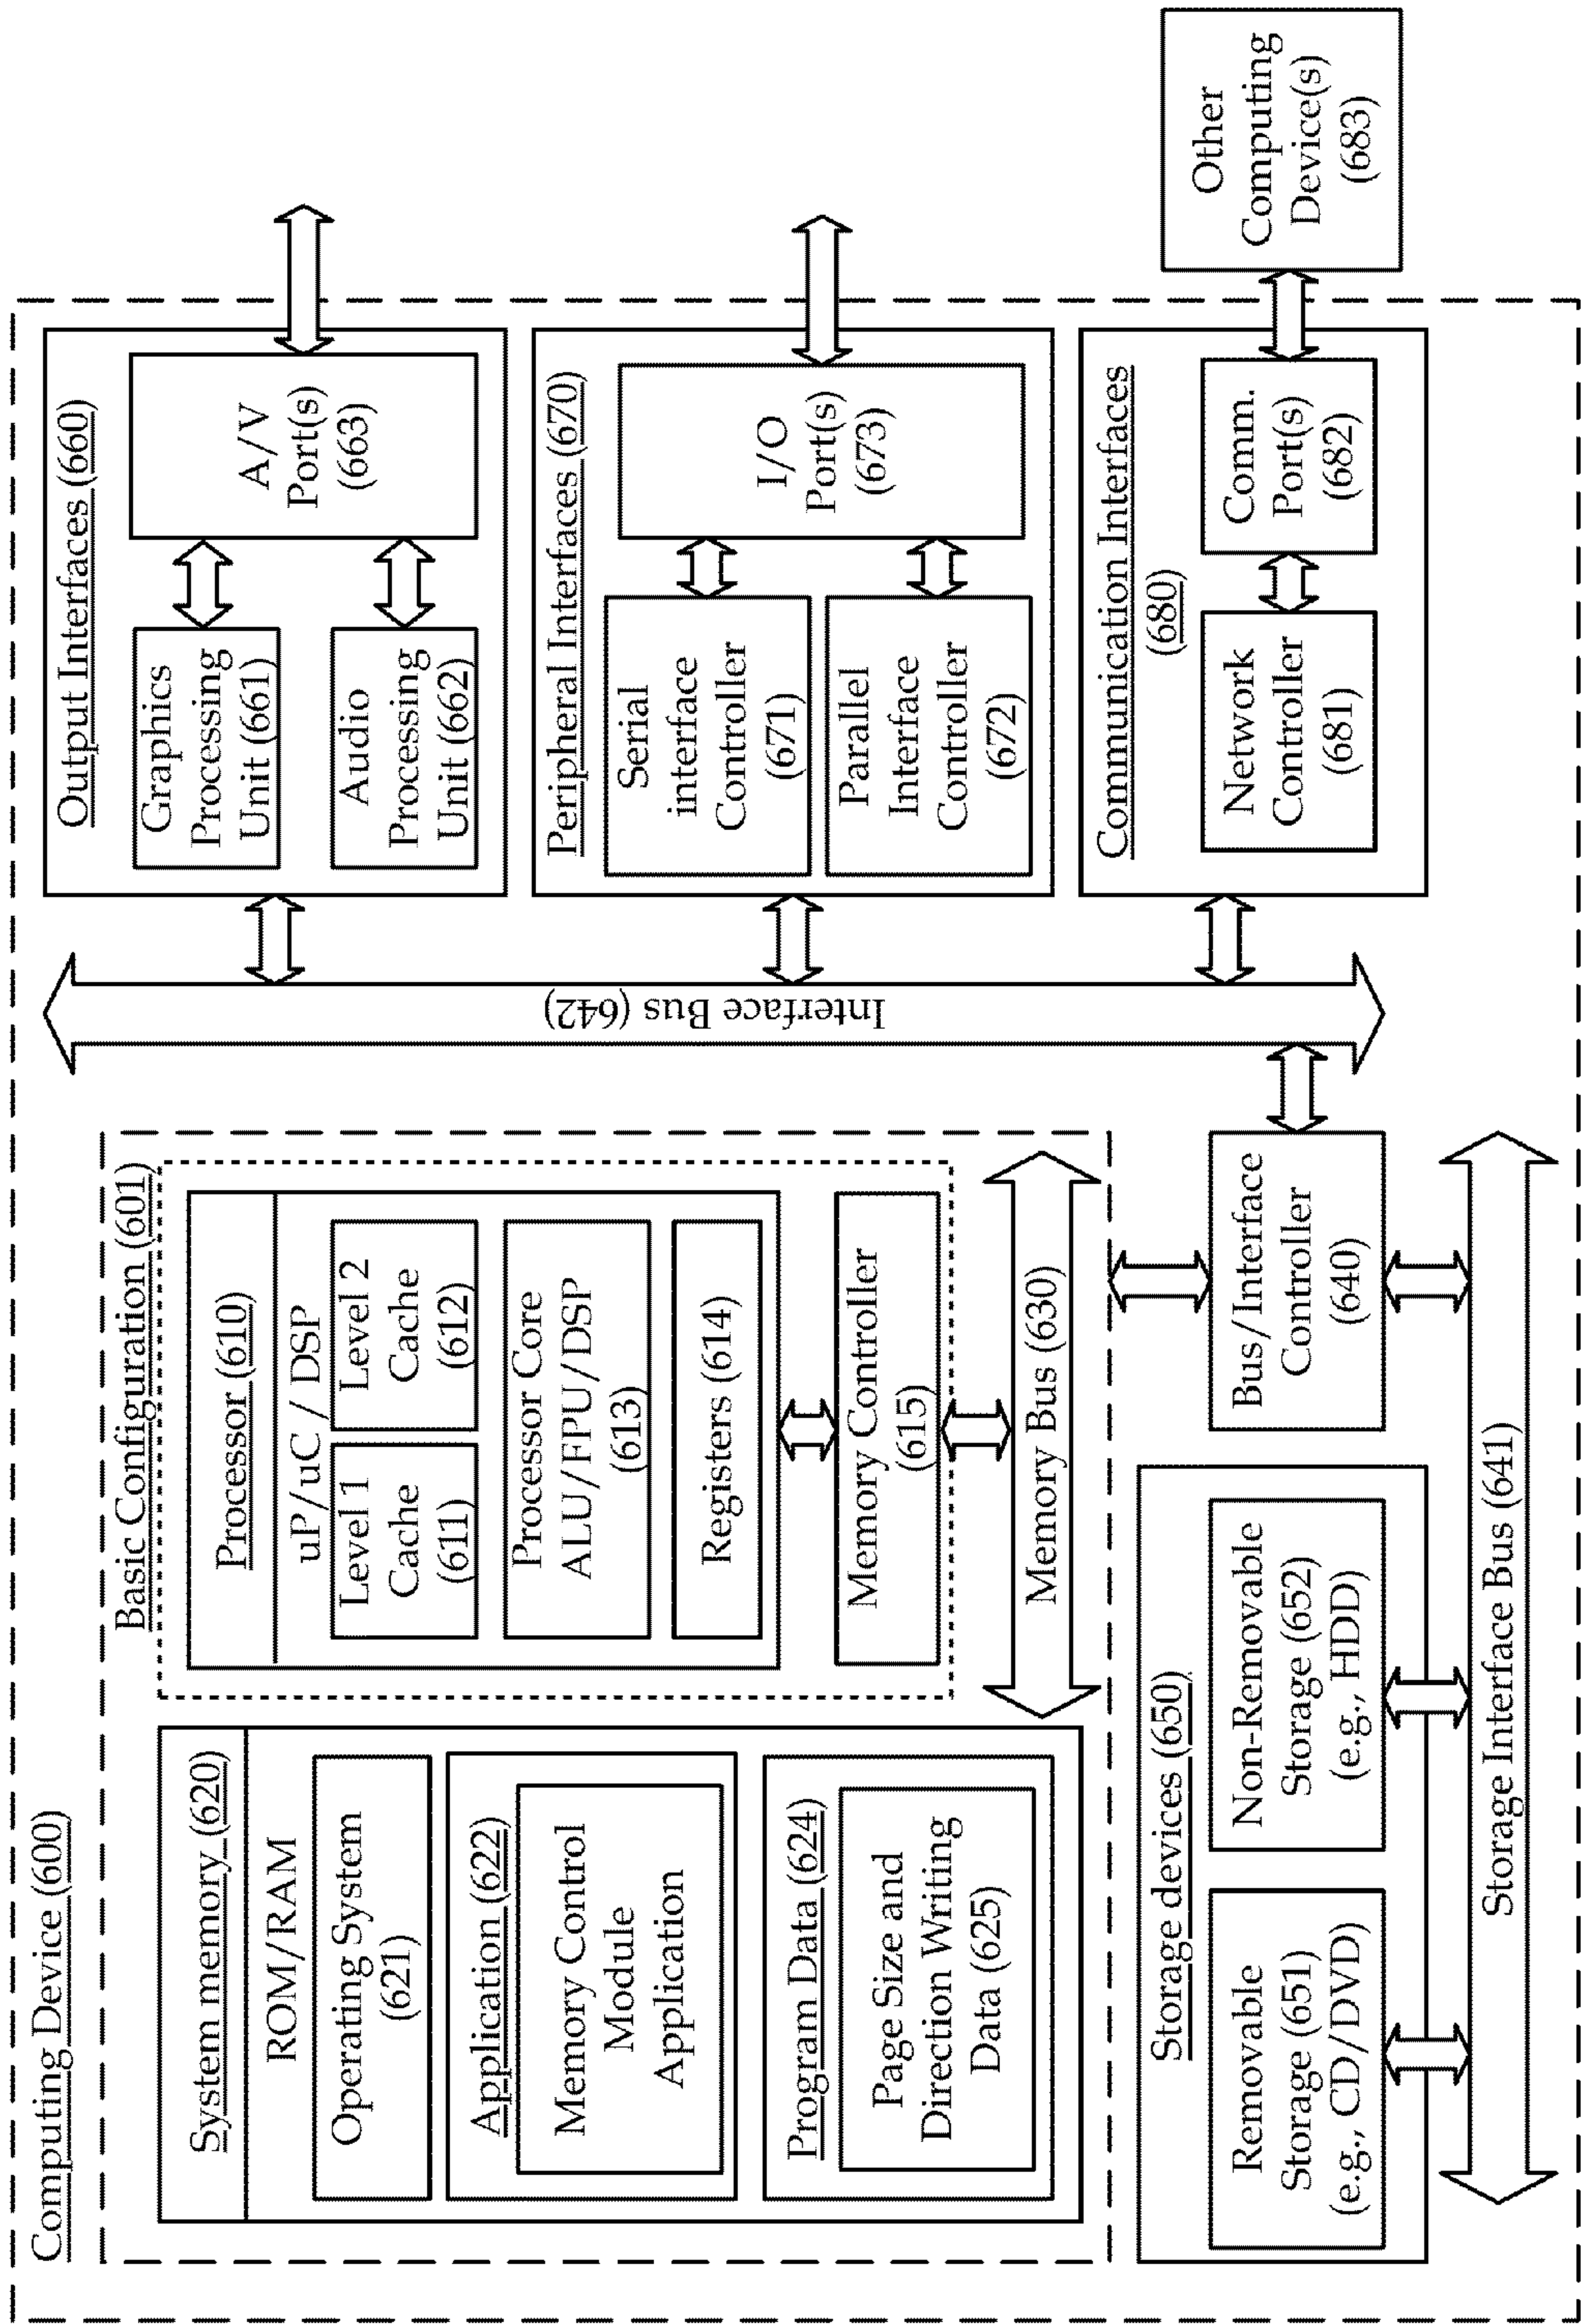 Computing Device (600)
Basic Configuration (601)
System memory (620)
ROM/RAM
Operating System
(621)
Application (622)
Memory Control
Module
Application
Program Data (624)
Page Size and
Direction Writing
Data (625)
Processor (610)
uP/uC / DSP
Level 1
Cache
(611)
Level 2
Cache
(612)
Processor Core
ALU/FPU/DSP
(613)
Registers (614)
Memory Controller
(615)
Memory Bus (630)
Storage devices (650)
Removable
Storage (651)
(e.g., CD/DVD)
Non-Removable
Storage (652)
(e.g., HDD)
Bus/Interface
Controller
(640)
Storage Interface Bus (641)
Interface Bus (642)
Output Interfaces (660)
Graphics
Processing
Unit (661)
Audio
Processing
Unit (662)
A/V
Port(s)
(663)
Peripheral Interfaces (670)
Serial
interface
Controller
(671)
Parallel
Interface
Controller
(672)
I/O
Port(s)
(673)
Communication Interfaces
(680)
Network
Controller
(681)
Comm.
Port(s)
(682)
Other
Computing
Device(s)
(683)